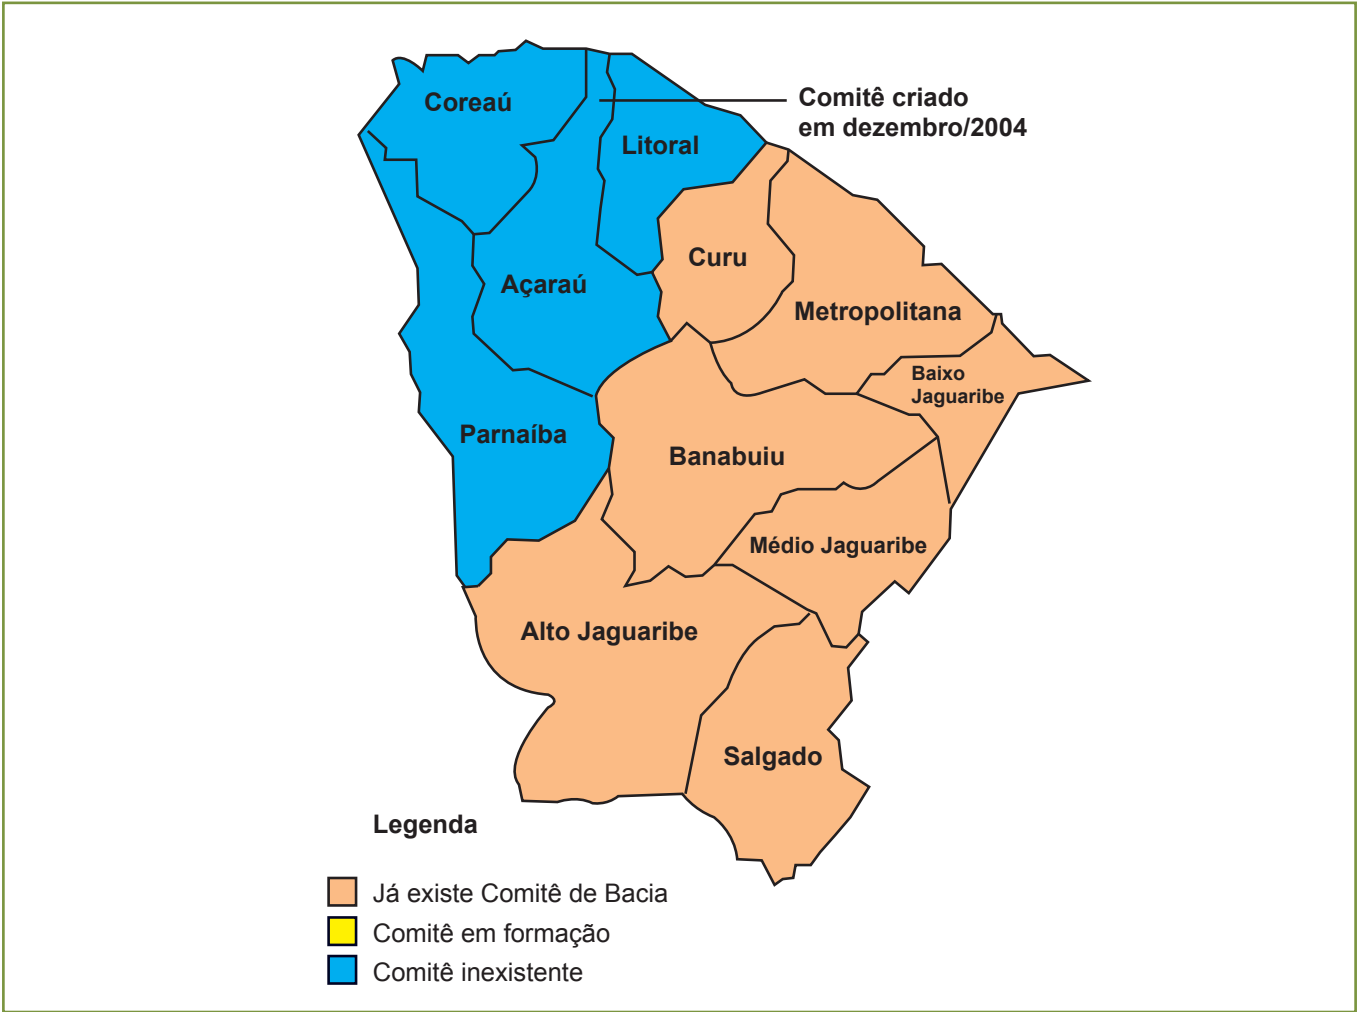 Coreaú
Comitê criado
em dezembro/2004
Litoral
Curu
Açaraú
Metropolitana
Baixo
Jaguaribe
Parnaíba
Banabuiu
Médio Jaguaribe
Alto Jaguaribe
Salgado
Legenda
Já existe Comitê de Bacia
Comitê em formação
Comitê inexistente